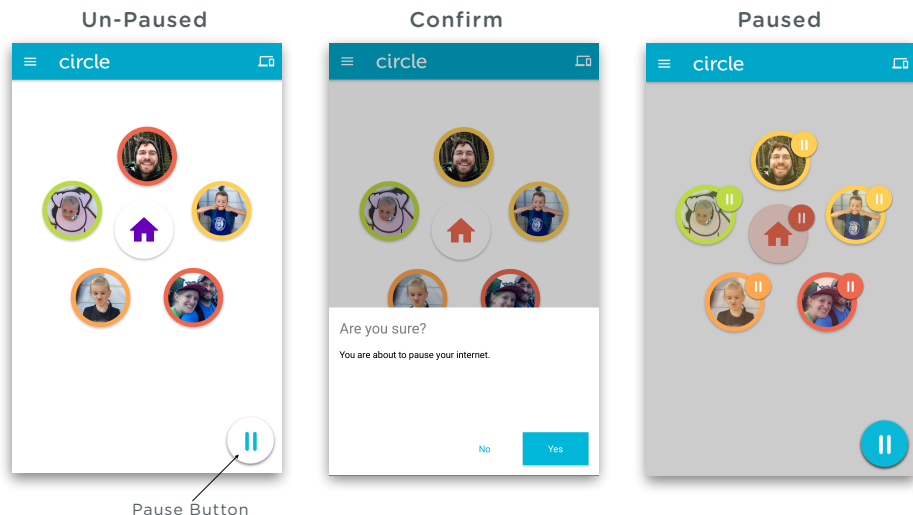 Un-Paused
Confirm
Paused
circle
circle
circle
Are you sure?
You are about to pause your internet.
No
Yes
Pause Button